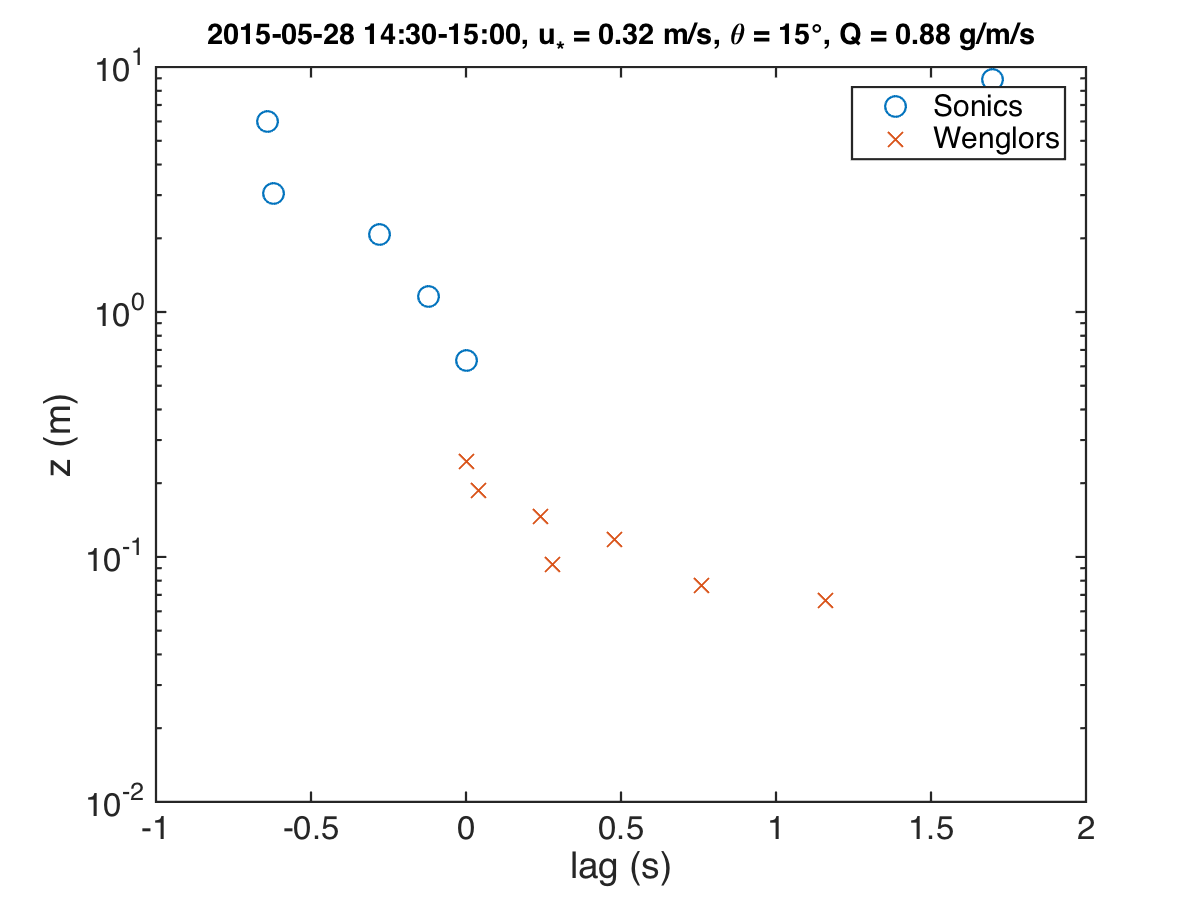 2015-05-28 14:30-15:00, u* = 0.32 m/s, θ = 15°, Q = 0.88 g/m/s
10^1
Sonics
Wenglors
10^0
z (m)
10^-1
10^-2
-1 -0.5 0 0.5 1 1.5 2
lag (s)